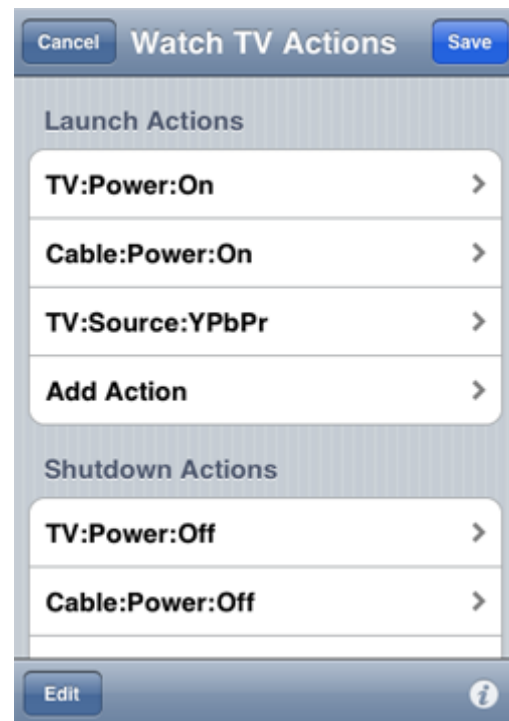 Cancel Watch TV Actions Save
Launch Actions
TV:Power:On
Cable:Power:On
TV:Source:YPbPr
Add Action
Shutdown Actions
TV:Power:Off
Cable:Power:Off
Edit i